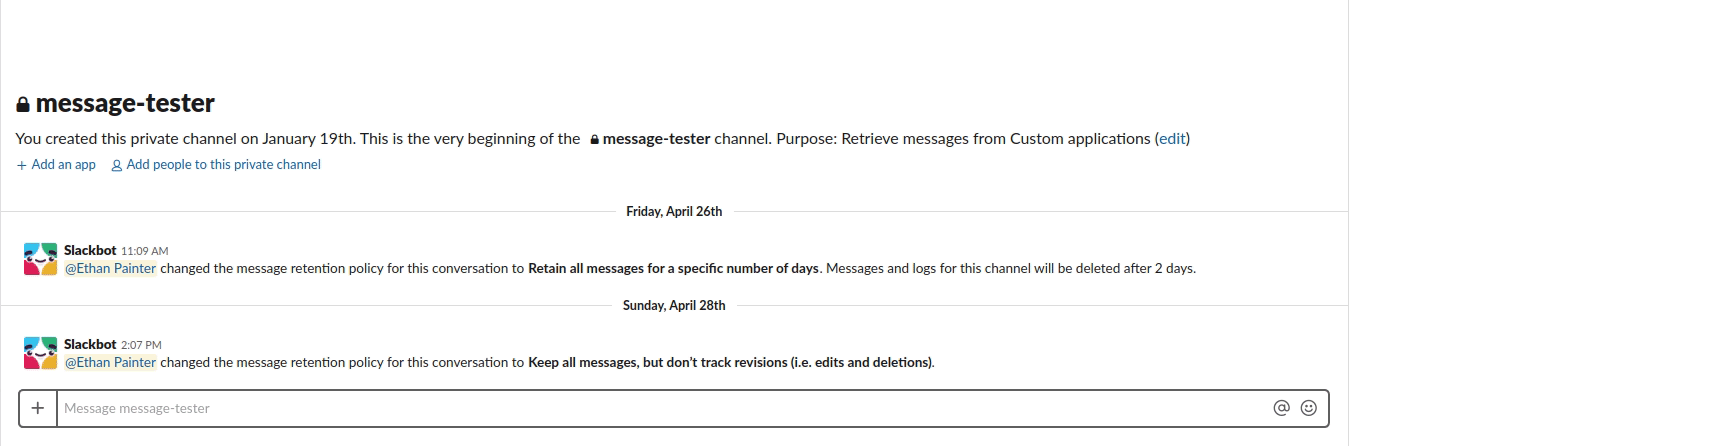 message-tester
You created this private channel on January 19th. This is the very beginning of the message-tester channel. Purpose: Retrieve messages from Custom applications (edit)
+ Add an app Add people to this private channel
Friday, April 26th
Slackbot 11:09 AM
@Ethan Painter changed the message retention policy for this conversation to Retain all messages for a specific number of days. Messages and logs for this channel will be deleted after 2 days.
Sunday, April 28th
Slackbot 2:07 PM
@Ethan Painter changed the message retention policy for this conversation to Keep all messages, but don’t track revisions (i.e. edits and deletions).
+ Message message-tester @